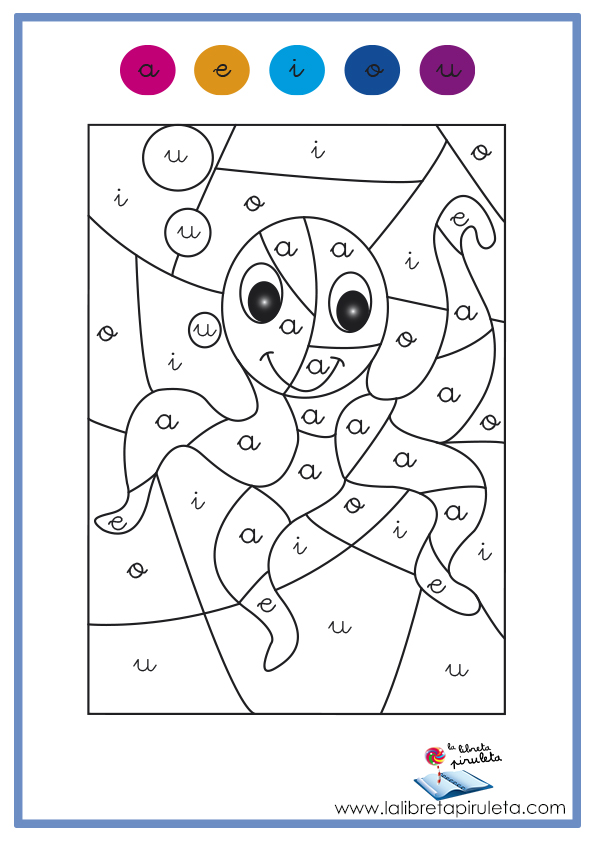 a e i o u
u i o
i
u o e
a a i
a a
o u i o
a a
a a a o
a a a
e i a o i a i
o i
e e
u
u u
la libreta
piruleta
www.lalibretapiruleta.com